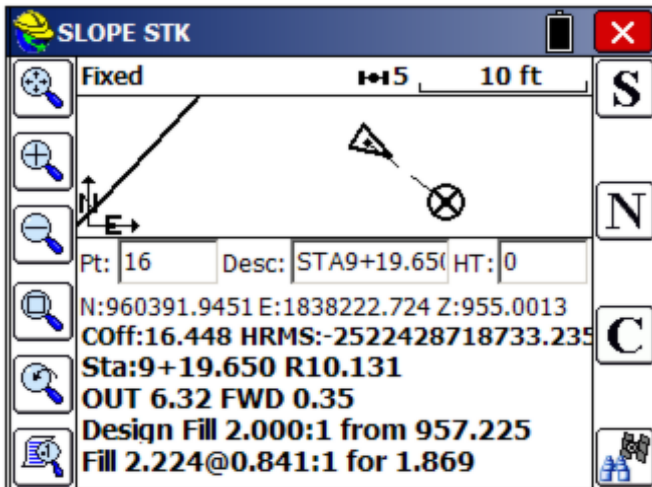 SLOPE STK
Fixed 5 10 ft
S
N
E
N
Pt: 16 Desc: STA9+19.650 HT: 0
N:960391.9451 E:1838222.724 Z:955.0013
COff:16.448 HRMS:-2522428718733.235
C
Sta:9+19.650 R10.131
OUT 6.32 FWD 0.35
Design Fill 2.000:1 from 957.225
Fill 2.224@0.841:1 for 1.869